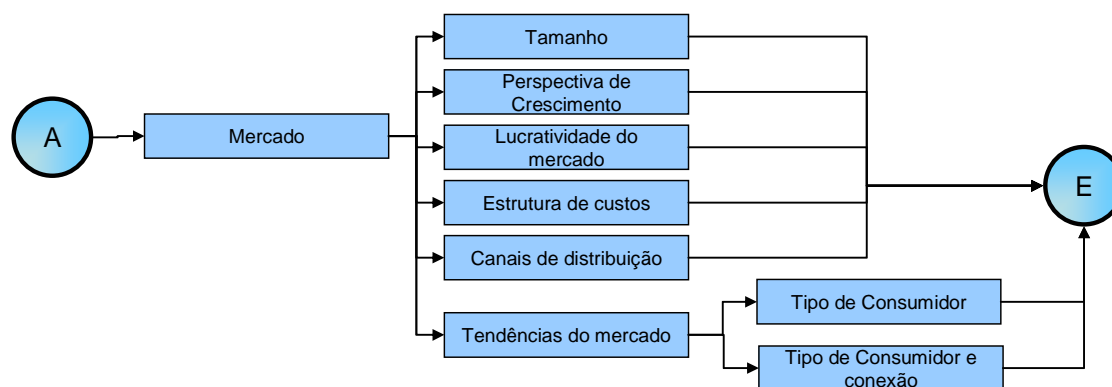 A
Mercado
Tamanho
Perspectiva de
Crescimento
Lucratividade do
mercado
Estrutura de custos
Canais de distribuição
Tendências do mercado
Tipo de Consumidor
Tipo de Consumidor e
conexão
E